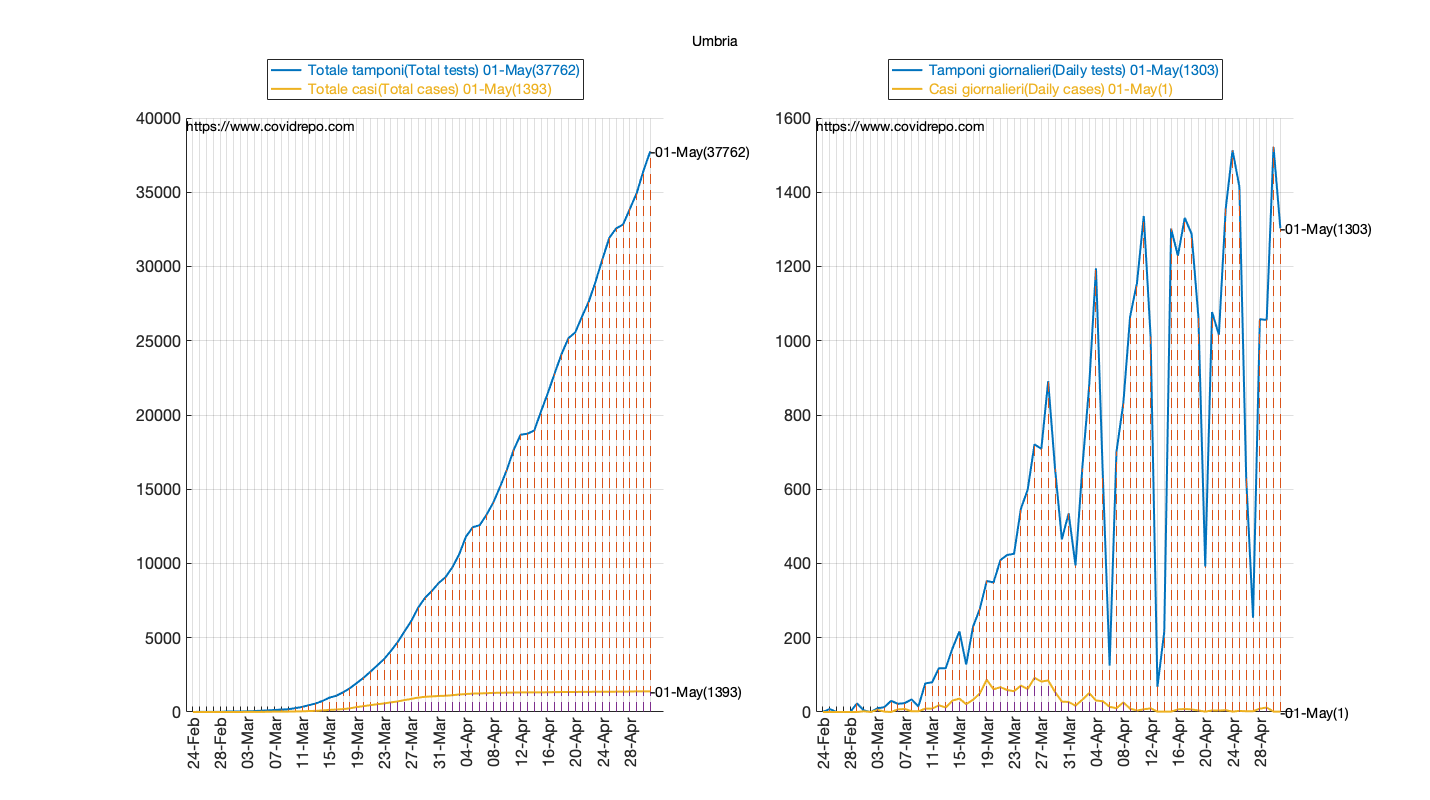 Umbria
Totale tamponi(Total tests) 01-May(37762)
Totale casi(Total cases) 01-May(1393)
40000
https://www.covidrepo.com
01-May(37762)
35000
30000
25000
20000
15000
10000
5000
01-May(1393)
0
24-Feb
28-Feb
03-Mar
07-Mar
11-Mar
15-Mar
19-Mar
23-Mar
27-Mar
31-Mar
04-Apr
08-Apr
12-Apr
16-Apr
20-Apr
24-Apr
28-Apr
Tamponi giornalieri(Daily tests) 01-May(1303)
Casi giornalieri(Daily cases) 01-May(1)
1600
https://www.covidrepo.com
1400
01-May(1303)
1200
1000
800
600
400
200
0
01-May(1)
24-Feb
28-Feb
03-Mar
07-Mar
11-Mar
15-Mar
19-Mar
23-Mar
27-Mar
31-Mar
04-Apr
08-Apr
12-Apr
16-Apr
20-Apr
24-Apr
28-Apr